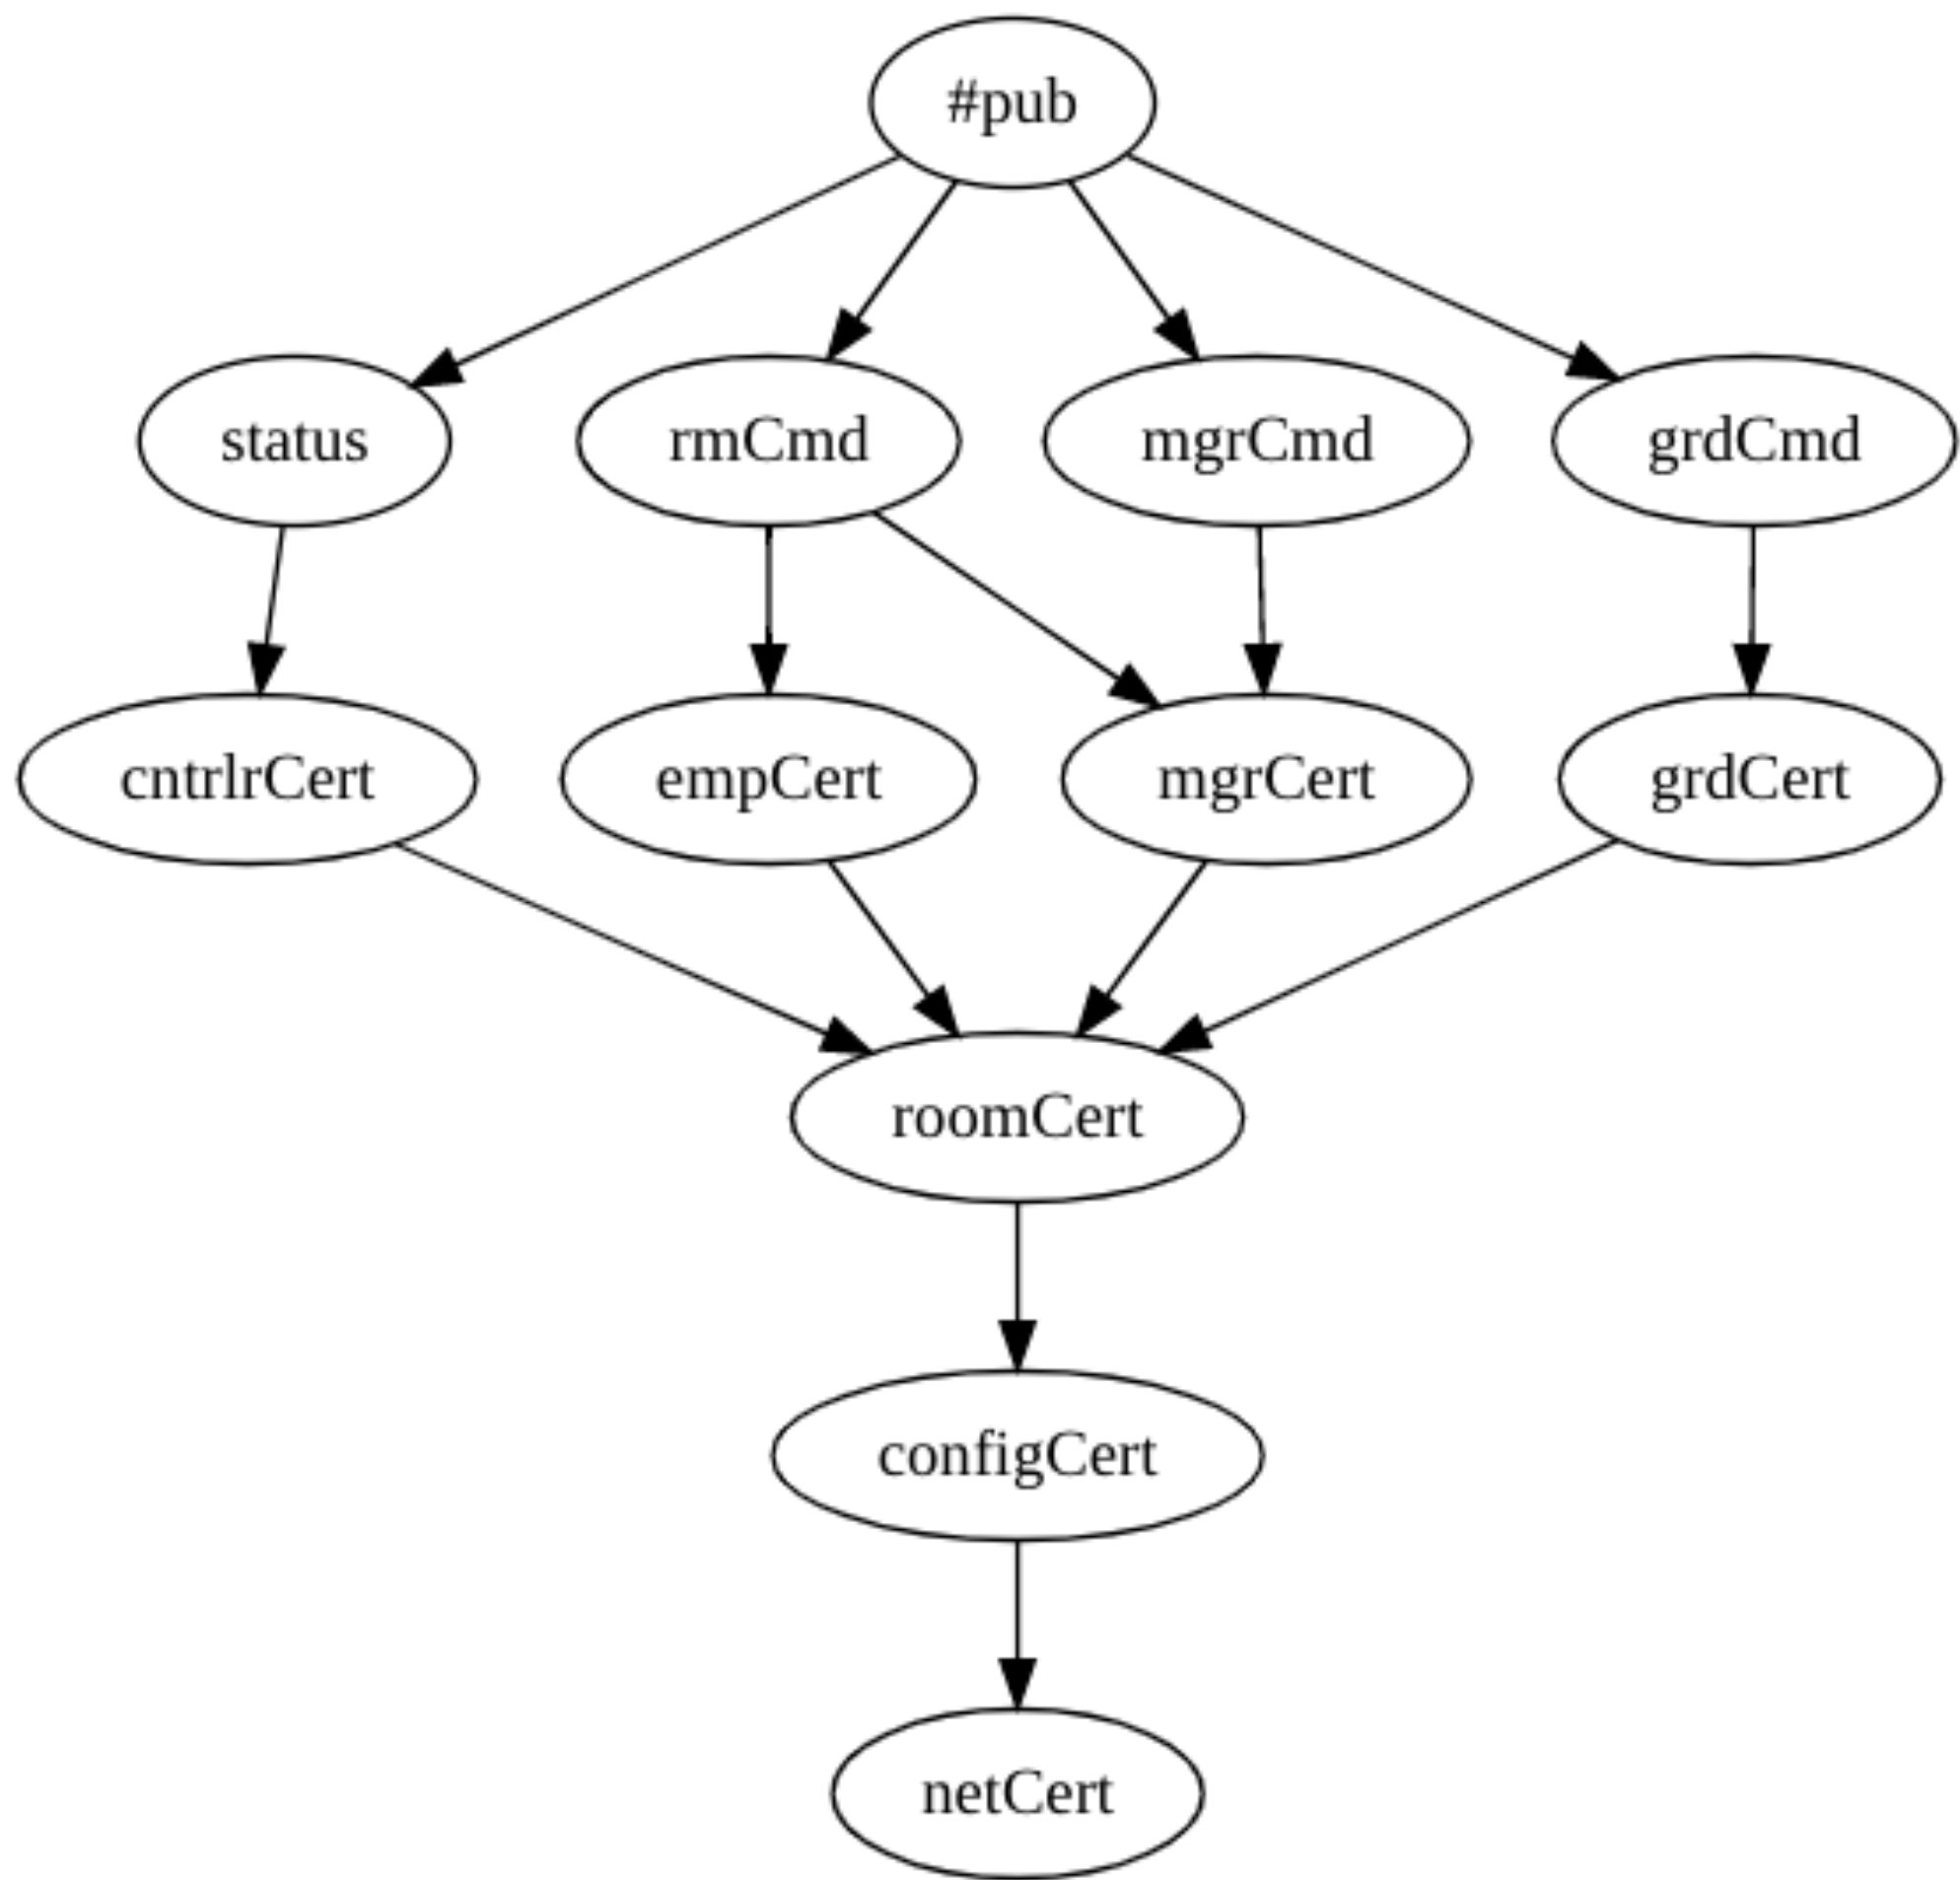 #pub
status
rmCmd
mgrCmd
grdCmd
cntrlrCert
empCert
mgrCert
grdCert
roomCert
configCert
netCert